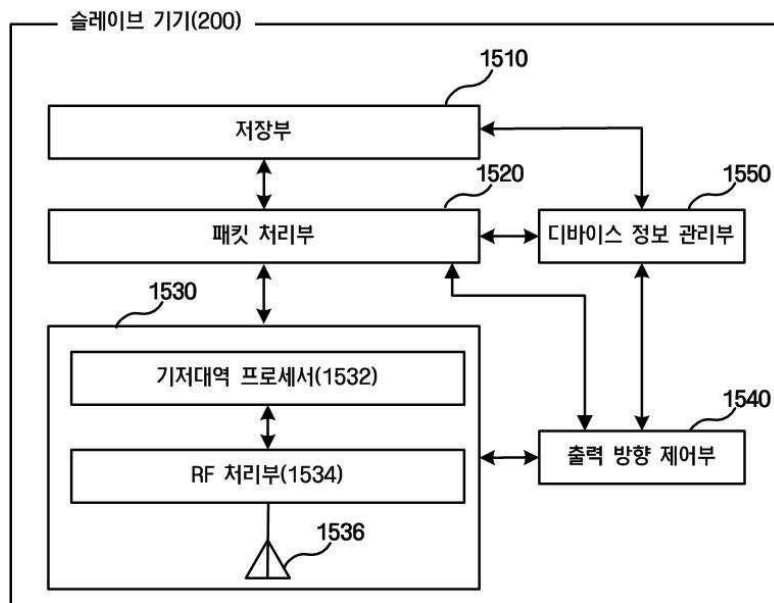 슬레이브 기기(200)
1510
저장부
1520
패킷 처리부
1550
디바이스 정보 관리부
1530
기저대역 프로세서(1532)
1540
출력 방향 제어부
RF 처리부(1534)
1536